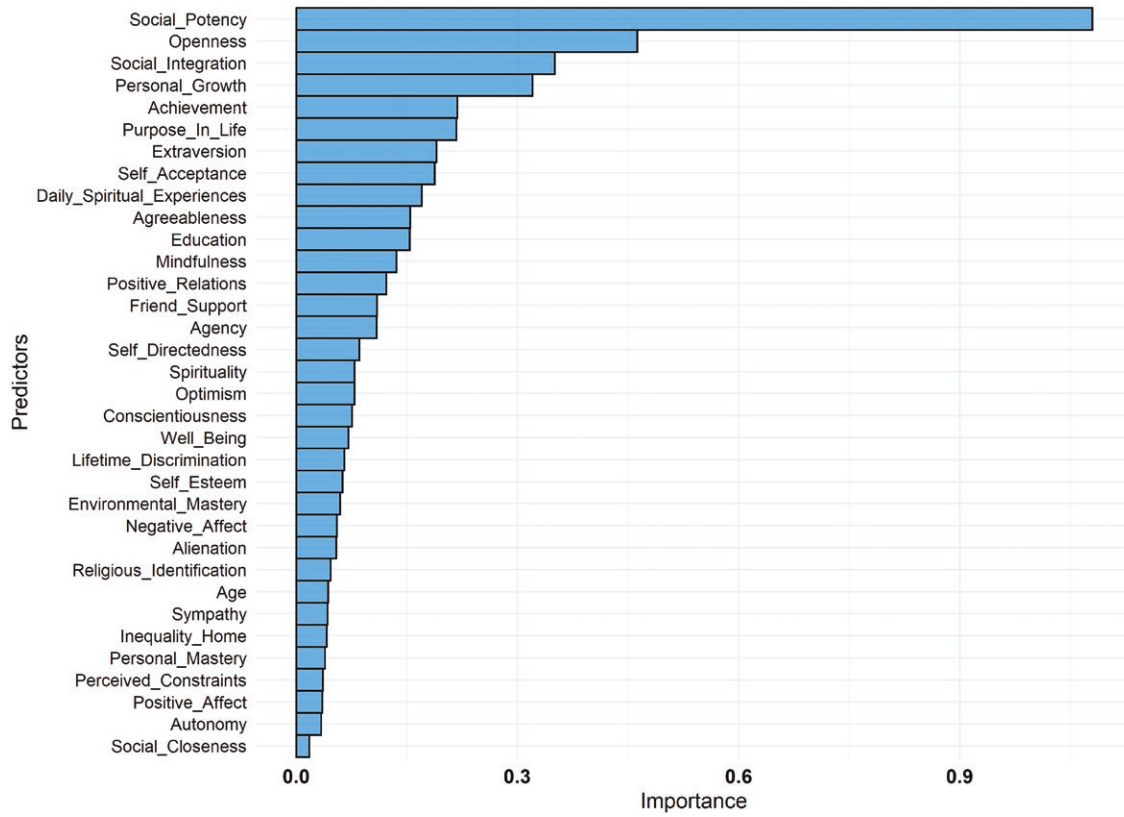 Social_Potency
Openness
Social_Integration
Personal_Growth
Achievement
Purpose_In_Life
Extraversion
Self_Acceptance
Daily_Spiritual_Experiences
Agreeableness
Education
Mindfulness
Positive_Relations
Friend_Support
Agency
Self_Directedness
Spirituality
Optimism
Conscientiousness
Well_Being
Lifetime_Discrimination
Self_Esteem
Environmental_Mastery
Negative_Affect
Alienation
Religious_Identification
Age
Sympathy
Inequality_Home
Personal_Mastery
Perceived_Constraints
Positive_Affect
Autonomy
Social_Closeness
Predictors
0.0 0.3 0.6 0.9
Importance